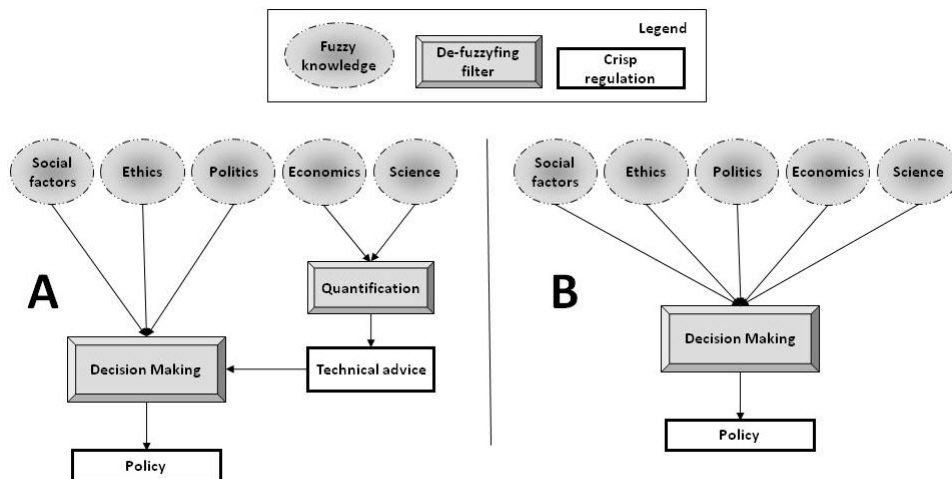 Legend
Fuzzy
knowledge
De-fuzzyfing
filter
Crisp
regulation
Social
factors
Ethics
Politics
Economics
Science
A
Quantification
Decision Making
Technical advice
Policy
Social
factors
Ethics
Politics
Economics
Science
B
Decision Making
Policy